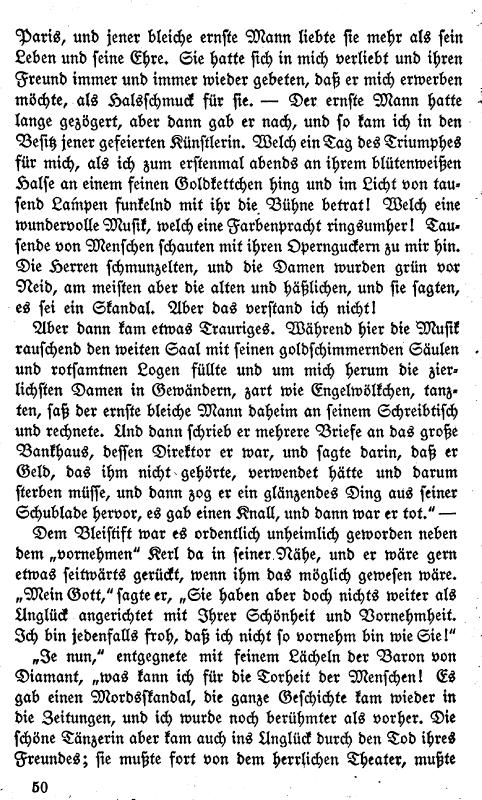 Paris, und jener bleiche ernste Mann liebte sie mehr als sein
Leben und seine Ehre. Sie hatte sich in mich verliebt und ihren
Freund immer und immer wieder gebeten, daß er mich erwerben
möchte, als Halsschmuck für sie. — Der ernste Mann hatte
lange gezögert, aber dann gab er nach, und so kam ich in den
Besitz jener gefeierten Künstlerin. Welch ein Tag des Triumphes
für mich, als ich zum erstenmal abends an ihrem blütenweißen
Halse an einem feinen Goldkettchen hing und im Licht von tau-
send Lampen funkelnd mit ihr die Bühne betrat! Welch eine
wundervolle Musik, welch eine Farbenpracht ringsumher! Tau-
sende von Menschen schauten mit ihren Opernguckern zu mir hin.
Die Herren schmunzelten, und die Damen wurden grün vor
Neid, am meisten aber die alten und häßlichen, und sie sagten,
es sei ein Skandal. Aber das verstand ich nicht!
Aber dann kam etwas Trauriges. Während hier die Musik
rauschend den weiten Saal mit seinen goldschimmernden Säulen
und rotsamtnen Logen füllte und um mich herum die zier-
lichsten Damen in Gewändern, zart wie Engelwölkchen, tanz-
ten, saß der ernste bleiche Mann daheim an seinem Schreibtisch
und rechnete. Und dann schrieb er mehrere Briefe an das große
Bankhaus, dessen Direktor er war, und sagte darin, daß er
Geld, das ihm nicht gehörte, verwendet hätte und darum
sterben müsse, und dann zog er ein glänzendes Ding aus seiner
Schublade hervor, es gab einen Knall, und dann war er tot.“ —
Dem Bleistift war es ordentlich unheimlich geworden neben
dem „vornehmen“ Kerl da in seiner Nähe, und er wäre gern
etwas seitwärts gerückt, wenn ihm das möglich gewesen wäre.
„Mein Gott,“ sagte er, „Sie haben aber doch nichts weiter als
Unglück angerichtet mit Ihrer Schönheit und Vornehmheit.
Ich bin jedenfalls froh, daß ich nicht so vornehm bin wie Sie!“
„Je nun,“ entgegnete mit feinem Lächeln der Baron von
Diamant, „was kann ich für die Torheit der Menschen! Es
gab einen Mordsskandal, die ganze Geschichte kam wieder in
die Zeitungen, und ich wurde noch berühmter als vorher. Die
schöne Tänzerin aber kam auch ins Unglück durch den Tod ihres
Freundes; sie mußte fort von dem herrlichen Theater, mußte
50